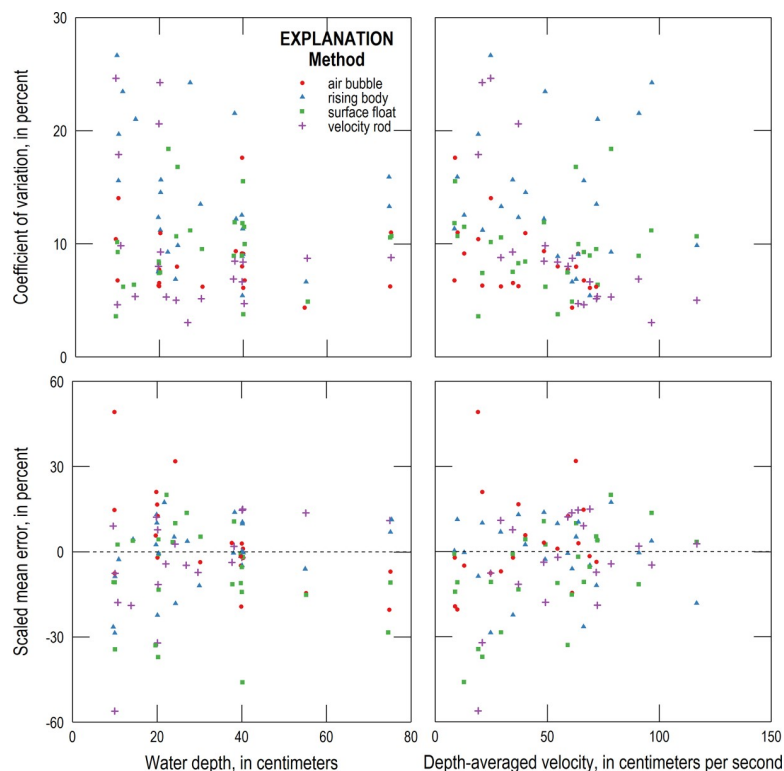 30
20
10
0
Coefficient of variation, in percent
EXPLANATION
Method
air bubble
rising body
surface float
velocity rod
60
30
0
-30
-60
Scaled mean error, in percent
0
20
40
60
80
Water depth, in centimeters
0
50
100
150
Depth-averaged velocity, in centimeters per second